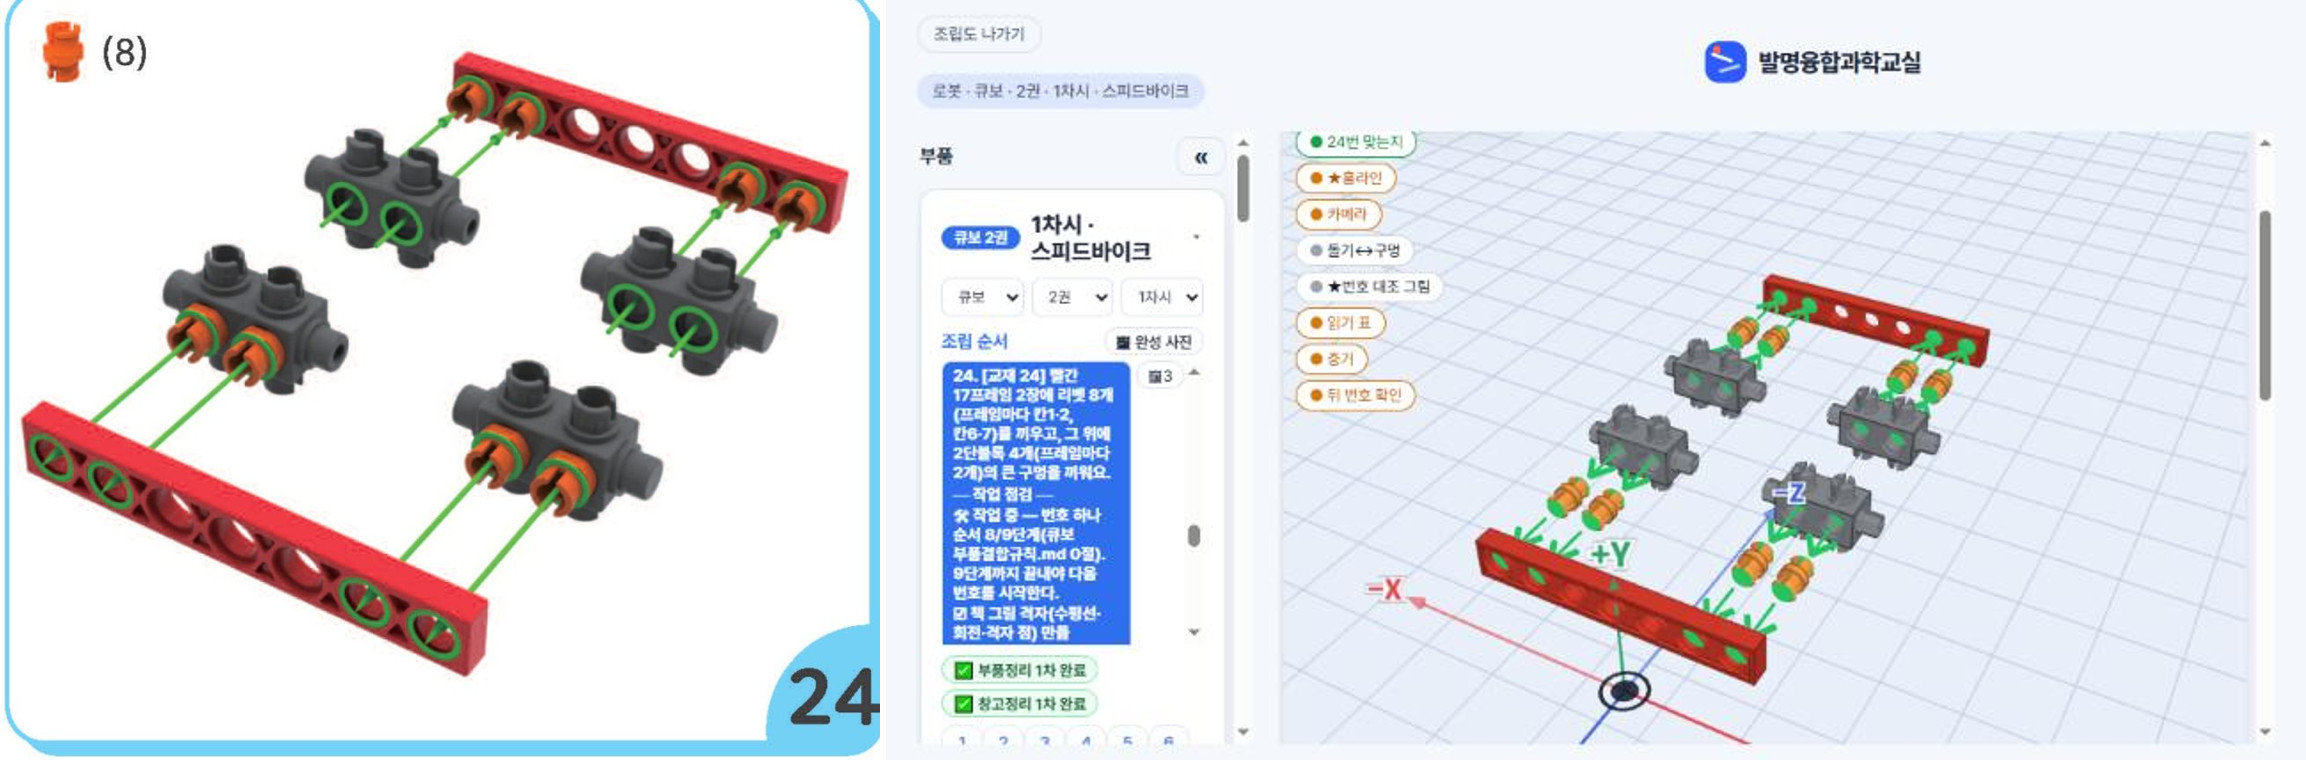 (8)
24
조립도 나가기
로봇 · 큐보 · 2권 · 1차시 · 스피드바이크
발명융합과학교실
부품
«
큐보 2권
1차시 ·
스피드바이크
큐보
2권
1차시
조립 순서
완성 사진
24. [교재 24] 빨간
17프레임 2장에 리벳 8개
(프레임마다 칸1·2,
칸6·7)를 끼우고, 그 위에
2단블록 4개(프레임마다
2개)의 큰 구멍을 끼워요.
— 작업 점검 —
🛠 작업 중 — 번호 하나
순서 8/9단계(큐보
부품결합규칙.md 0절).
9단계까지 끝내야 다음
번호를 시작한다.
☑ 책 그림 격자(수평선·
회전·격자 점) 만듦
3
✅ 부품정리 1차 완료
✅ 창고정리 1차 완료
1 2 3 4 5 6
24번 맞는지
★홈라인
카메라
돌기↔구멍
★번호 대조 그림
읽기 표
증거
뒤 번호 확인
-Z
+Y
-X